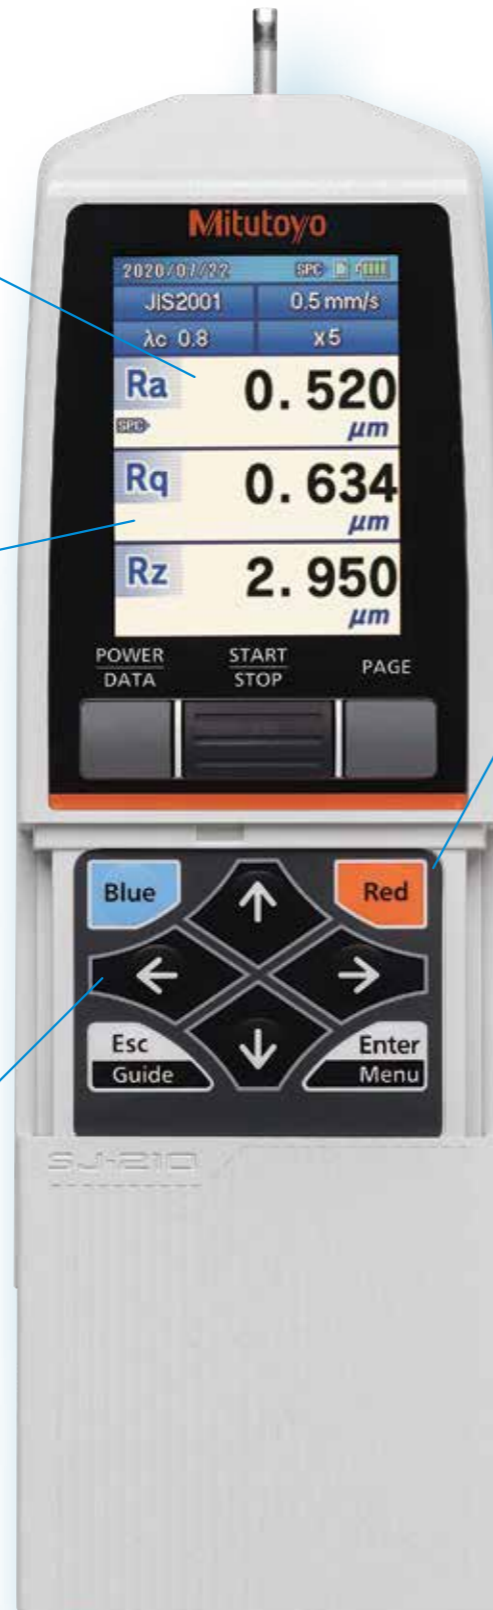 Mitutoyo
2020/07/22 SPC
JIS2001 0.5 mm/s
λc 0.8 x5
Ra 0.520
SPC µm
Rq 0.634
µm
Rz 2.950
µm
POWER START PAGE
DATA STOP
Blue Red
Esc Enter
Guide Menu
SJ-210